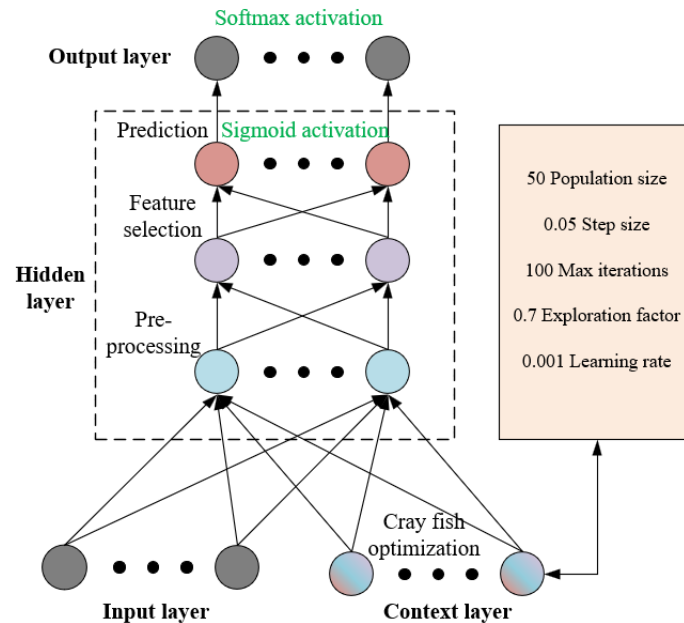 Softmax activation
Output layer
Prediction
Sigmoid activation
Feature
selection
Hidden
layer
Pre-
processing
50 Population size
0.05 Step size
100 Max iterations
0.7 Exploration factor
0.001 Learning rate
Cray fish
optimization
Input layer
Context layer